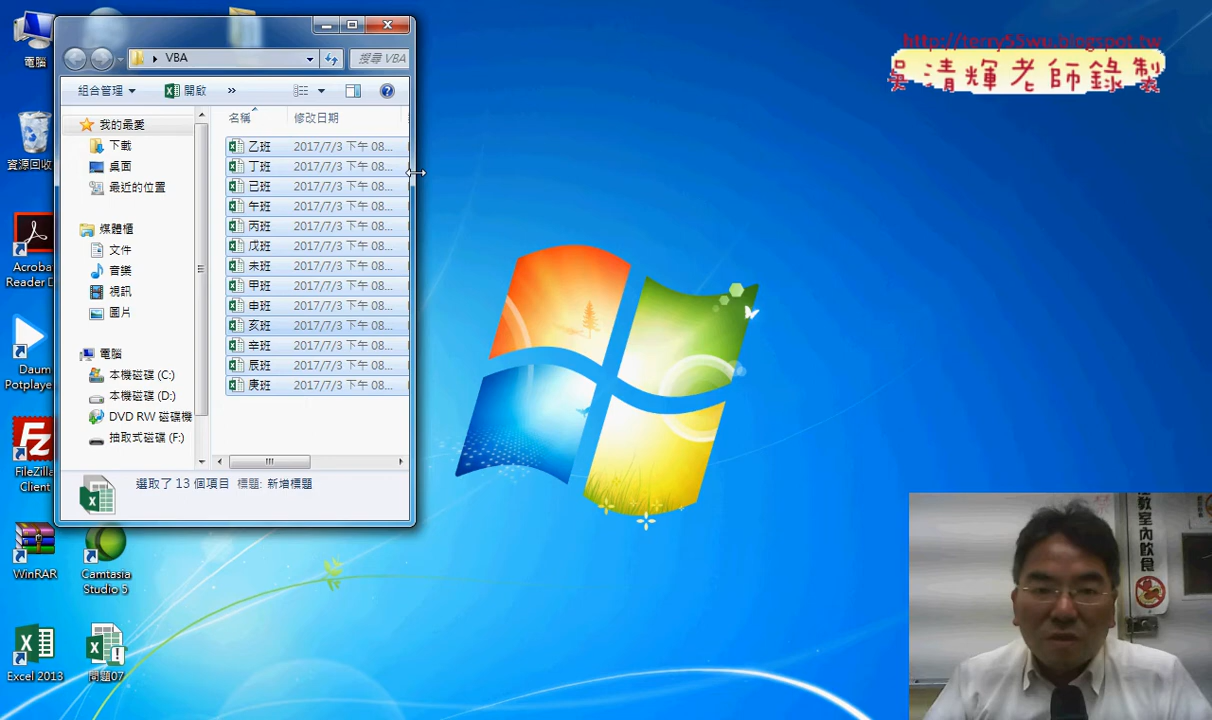 http://terry55wu.blogspot.tw
吳清輝老師錄製
VBA
搜尋 VBA
組合管理
開啟
»
名稱
修改日期
我的最愛
下載
桌面
最近的位置
媒體櫃
文件
音樂
視訊
圖片
電腦
本機磁碟 (C:)
本機磁碟 (D:)
DVD RW 磁碟機
抽取式磁碟 (F:)
乙班 2017/7/3 下午 08...
丁班 2017/7/3 下午 08...
已班 2017/7/3 下午 08...
午班 2017/7/3 下午 08...
丙班 2017/7/3 下午 08...
戊班 2017/7/3 下午 08...
未班 2017/7/3 下午 08...
甲班 2017/7/3 下午 08...
申班 2017/7/3 下午 08...
亥班 2017/7/3 下午 08...
辛班 2017/7/3 下午 08...
辰班 2017/7/3 下午 08...
庚班 2017/7/3 下午 08...
選取了 13 個項目 標題: 新增標題
電腦
資源回收
Acroba
Reader D
Daum
Potplaye
FileZilla
Client
WinRAR
Camtasia
Studio 5
Excel 2013
問題07
教室內飲食